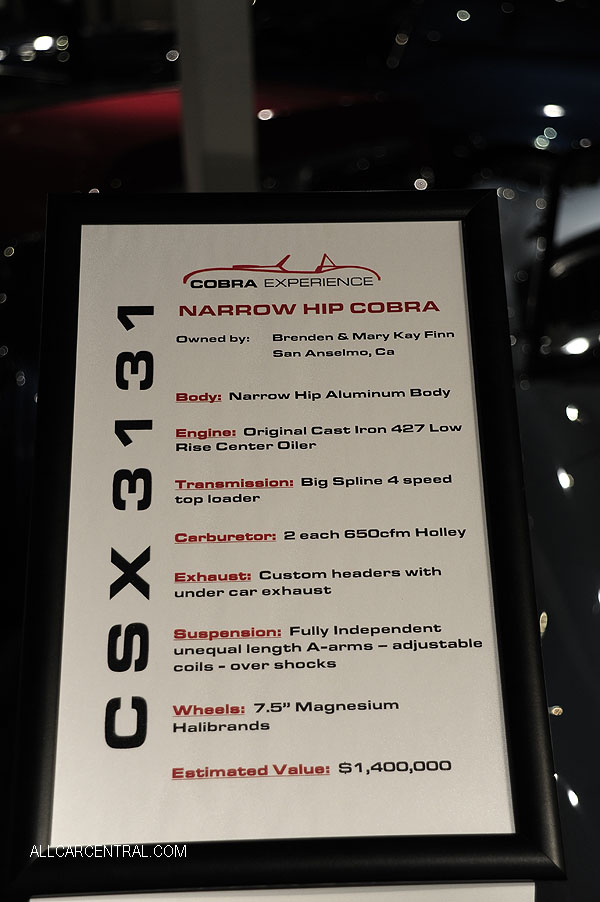 COBRA EXPERIENCE
NARROW HIP COBRA
CSX 3131
Owned by: Brenden & Mary Kay Finn
San Anselmo, Ca
Body: Narrow Hip Aluminum Body
Engine: Original Cast Iron 427 Low
Rise Center Oiler
Transmission: Big Spline 4 speed
top loader
Carburetor: 2 each 650cfm Holley
Exhaust: Custom headers with
under car exhaust
Suspension: Fully Independent
unequal length A-arms – adjustable
coils - over shocks
Wheels: 7.5" Magnesium
Halibrands
Estimated Value: $1,400,000
ALLCARCENTRAL.COM